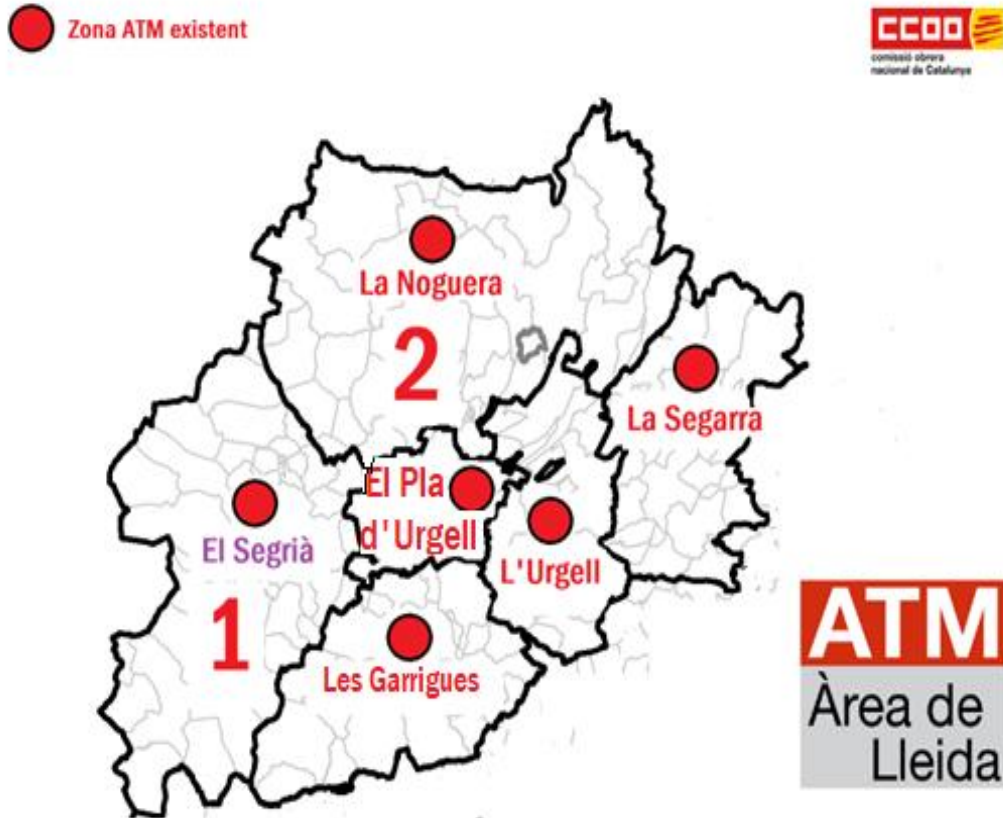 Zona ATM existent
CCOO
comissió obrera
nacional de Catalunya
La Noguera
2
La Segarra
El Pla
d'Urgell
El Segrià
L'Urgell
1
Les Garrigues
ATM
Àrea de
Lleida